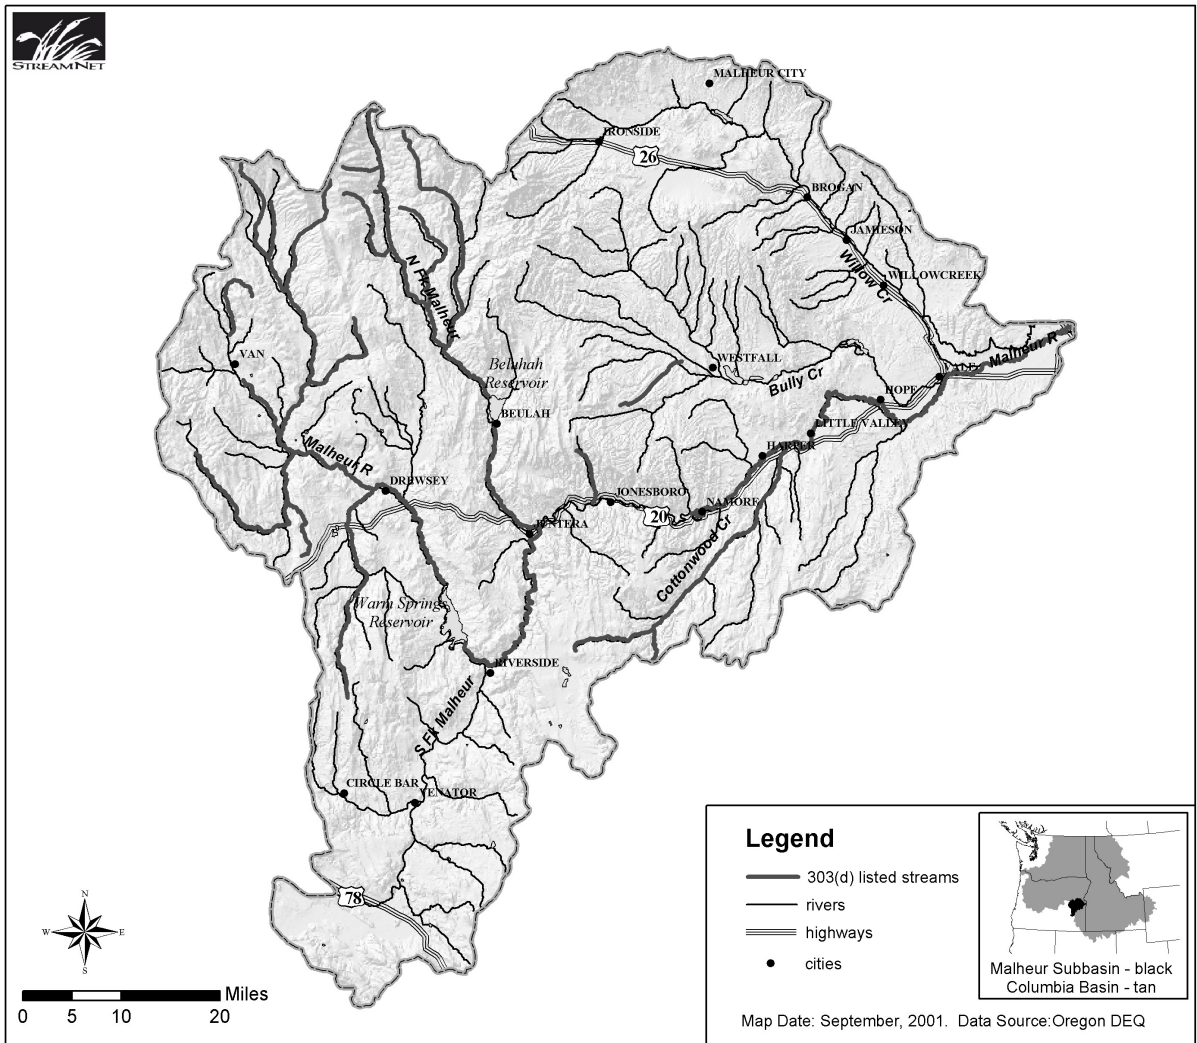 STREAMNET
MALHEUR CITY
IRONSIDE
26
BROGAN
JAMIESON
Willow Cr
WILLOWCREEK
N Fk Malheur
VAN
Beluhah
Reservoir
WESTFALL
Bully Cr
Malheur R
VALE
HOPE
BEULAH
LITTLE VALLEY
Malheur R
HARPER
DREWSEY
JONESBORO
NAMORF
20
JUNTERA
Cottonwood Cr
Warm Springs
Reservoir
RIVERSIDE
S Fk Malheur
CIRCLE BAR
VENATOR
78
N
W
E
S
Miles
0 5 10 20
Legend
303(d) listed streams
rivers
highways
cities
Malheur Subbasin - black
Columbia Basin - tan
Map Date: September, 2001. Data Source:Oregon DEQ